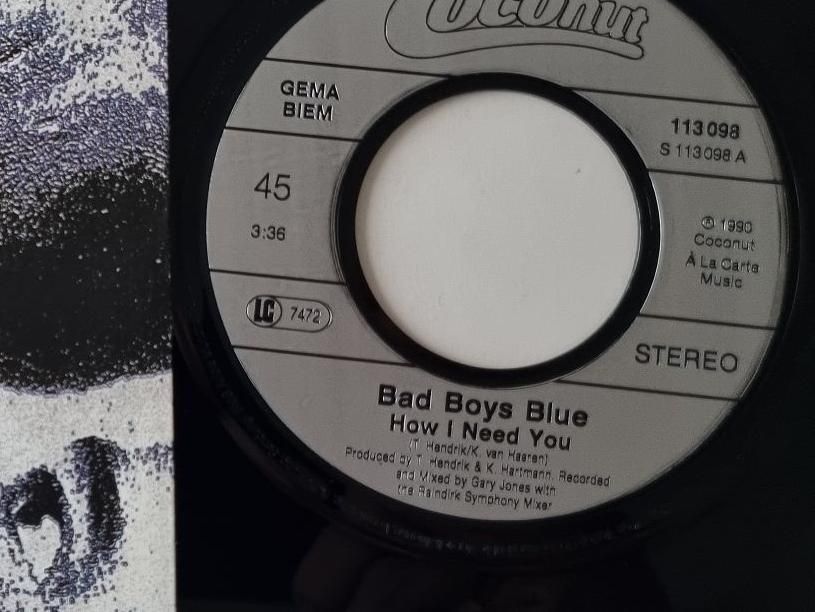 Coconut
GEMA
BIEM
113 098
S 113 098 A
45
3:36
℗ 1990
Coconut
À La Carte
Music
LC 7472
STEREO
Bad Boys Blue
How I Need You
(T. Hendrik/K. van Haaren)
Produced by T. Hendrik & K. Hartmann. Recorded
and Mixed by Gary Jones with
the Raindirk Symphony Mixer